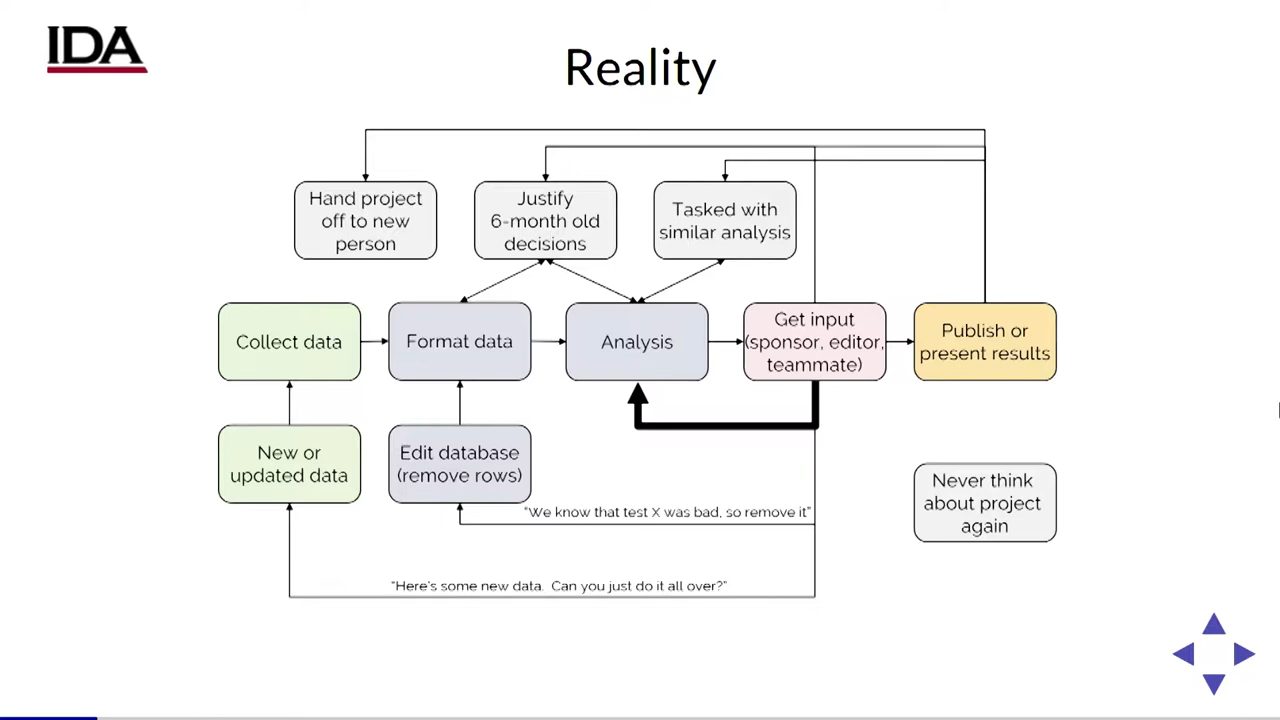 IDA
Reality
Hand project
off to new
person
Justify
6-month old
decisions
Tasked with
similar analysis
Collect data
Format data
Analysis
Get input
(sponsor, editor,
teammate)
Publish or
present results
New or
updated data
Edit database
(remove rows)
Never think
about project
again
"We know that test X was bad, so remove it"
"Here's some new data.  Can you just do it all over?"